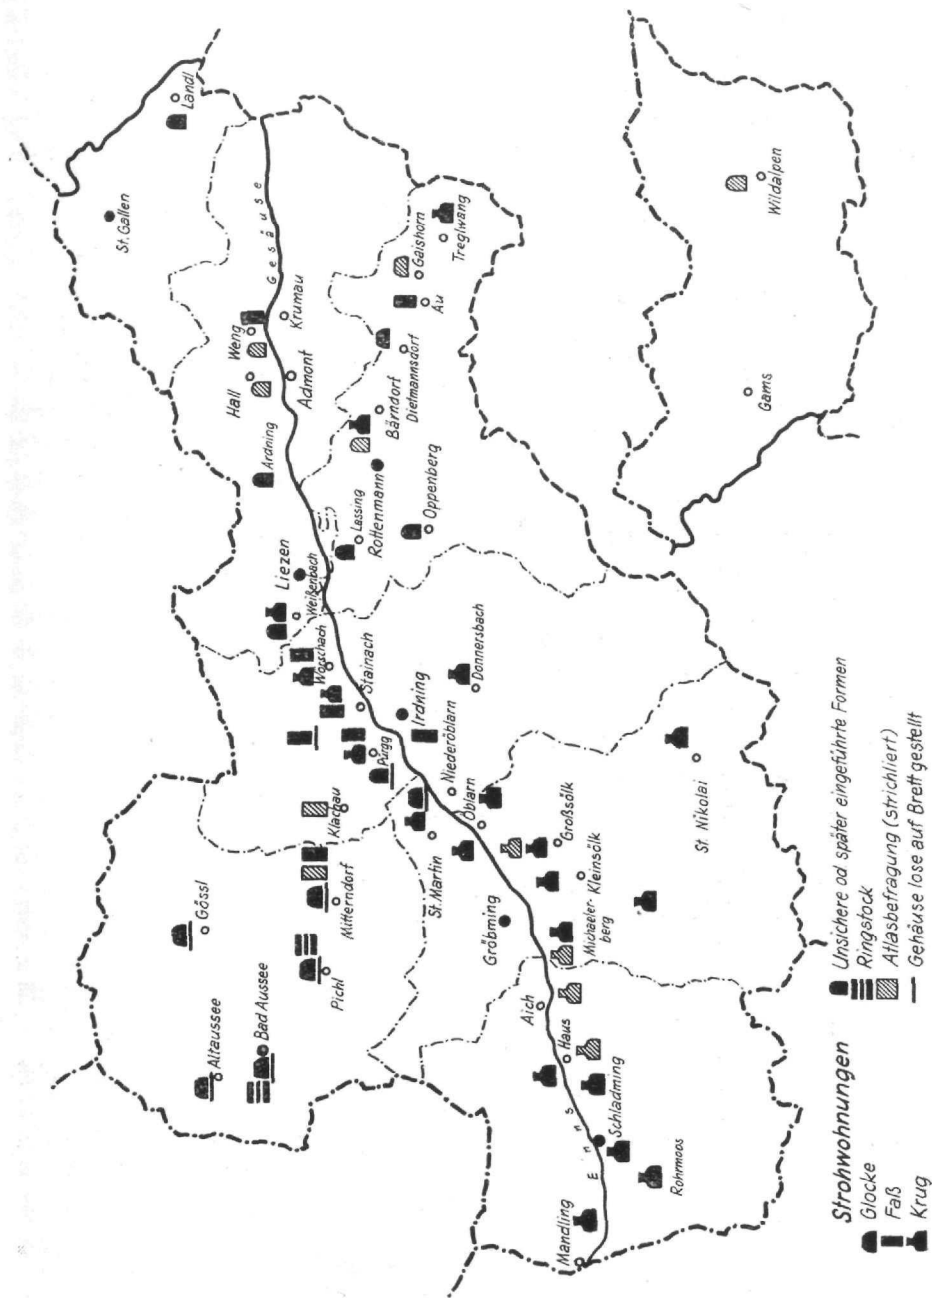 Landl
St. Gallen
Gesäuse
Krumau
Weng
Hall
Admont
Ardning
Gaishorn
Treglwang
Au
Dietmannsdorf
Bärndorf
Rottenmann
Lassing
Oppenberg
Liezen
Weißenbach
Wörschach
Stainach
Irdning
Donnersbach
Pürgg
Niederöblarn
Öblarn
Klachau
Mitterndorf
Pichl
Gössl
Bad Aussee
Altaussee
St. Martin
Großsölk
Kleinsölk
Michaeler-
berg
Gröbming
St. Nikolai
Aich
Haus
Schladming
Enns
Rohrmoos
Mandling
Wildalpen
Gams
Strohwohnungen
Glocke
Faß
Krug
Unsichere od später eingeführte Formen
Ringstock
Atlasbefragung (strichliert)
Gehäuse lose auf Brett gestellt